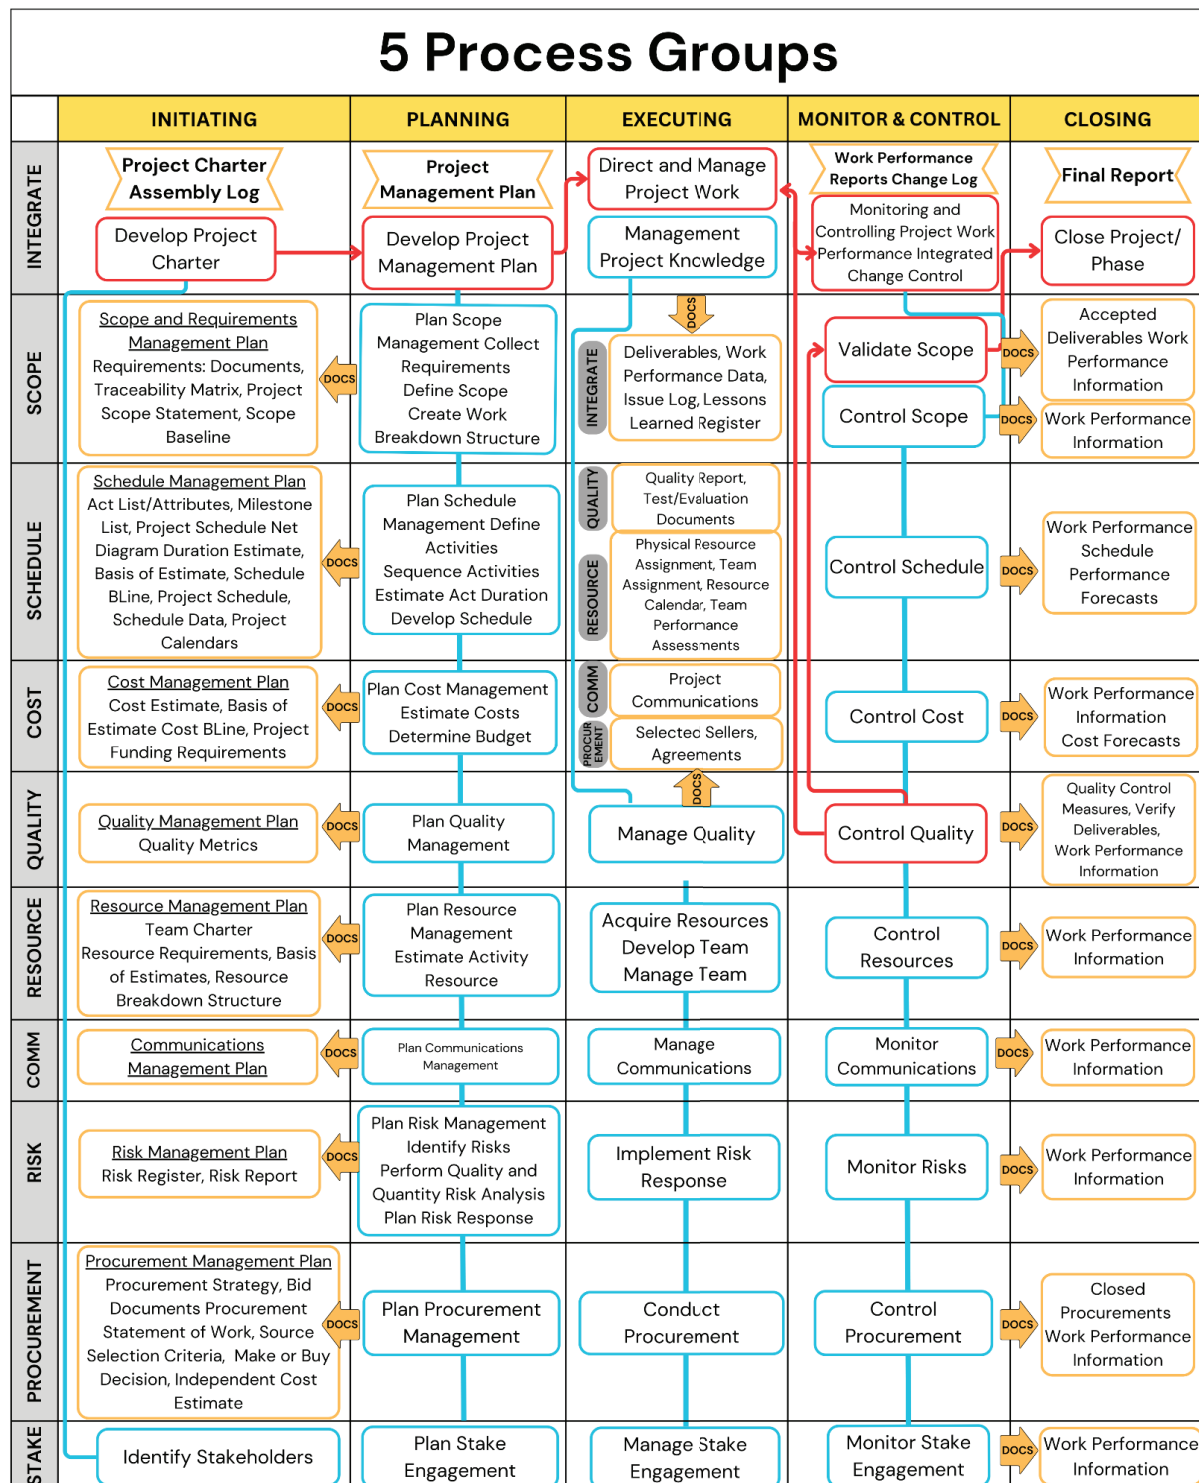 5 Process Groups
INITIATING
PLANNING
EXECUTING
MONITOR & CONTROL
CLOSING
INTEGRATE
Project Charter
Assembly Log
Develop Project
Charter
Project
Management Plan
Develop Project
Management Plan
Direct and Manage
Project Work
Management
Project Knowledge
Work Performance
Reports Change Log
Monitoring and
Controlling Project Work
Performance Integrated
Change Control
Final Report
Close Project/
Phase
SCOPE
Scope and Requirements
Management Plan
Requirements: Documents,
Traceability Matrix, Project
Scope Statement, Scope
Baseline
DOCS
Plan Scope
Management Collect
Requirements
Define Scope
Create Work
Breakdown Structure
DOCS
INTEGRATE
Deliverables, Work
Performance Data,
Issue Log, Lessons
Learned Register
Validate Scope
Control Scope
DOCS
Accepted
Deliverables Work
Performance
Information
DOCS
Work Performance
Information
SCHEDULE
Schedule Management Plan
Act List/Attributes, Milestone
List, Project Schedule Net
Diagram Duration Estimate,
Basis of Estimate, Schedule
BLine, Project Schedule,
Schedule Data, Project
Calendars
DOCS
Plan Schedule
Management Define
Activities
Sequence Activities
Estimate Act Duration
Develop Schedule
QUALITY
Quality Report,
Test/Evaluation
Documents
RESOURCE
Physical Resource
Assignment, Team
Assignment, Resource
Calendar, Team
Performance
Assessments
Control Schedule
DOCS
Work Performance
Schedule
Performance
Forecasts
COST
Cost Management Plan
Cost Estimate, Basis of
Estimate Cost BLine, Project
Funding Requirements
DOCS
Plan Cost Management
Estimate Costs
Determine Budget
COMM
Project
Communications
PROCUR
EMENT
Selected Sellers,
Agreements
Control Cost
DOCS
Work Performance
Information
Cost Forecasts
QUALITY
Quality Management Plan
Quality Metrics
DOCS
Plan Quality
Management
DOCS
Manage Quality
Control Quality
DOCS
Quality Control
Measures, Verify
Deliverables,
Work Performance
Information
RESOURCE
Resource Management Plan
Team Charter
Resource Requirements, Basis
of Estimates, Resource
Breakdown Structure
DOCS
Plan Resource
Management
Estimate Activity
Resource
Acquire Resources
Develop Team
Manage Team
Control
Resources
DOCS
Work Performance
Information
COMM
Communications
Management Plan
DOCS
Plan Communications
Management
Manage
Communications
Monitor
Communications
DOCS
Work Performance
Information
RISK
Risk Management Plan
Risk Register, Risk Report
DOCS
Plan Risk Management
Identify Risks
Perform Quality and
Quantity Risk Analysis
Plan Risk Response
Implement Risk
Response
Monitor Risks
DOCS
Work Performance
Information
PROCUREMENT
Procurement Management Plan
Procurement Strategy, Bid
Documents Procurement
Statement of Work, Source
Selection Criteria, Make or Buy
Decision, Independent Cost
Estimate
DOCS
Plan Procurement
Management
Conduct
Procurement
Control
Procurement
DOCS
Closed
Procurements
Work Performance
Information
STAKE
Identify Stakeholders
Plan Stake
Engagement
Manage Stake
Engagement
Monitor Stake
Engagement
DOCS
Work Performance
Information